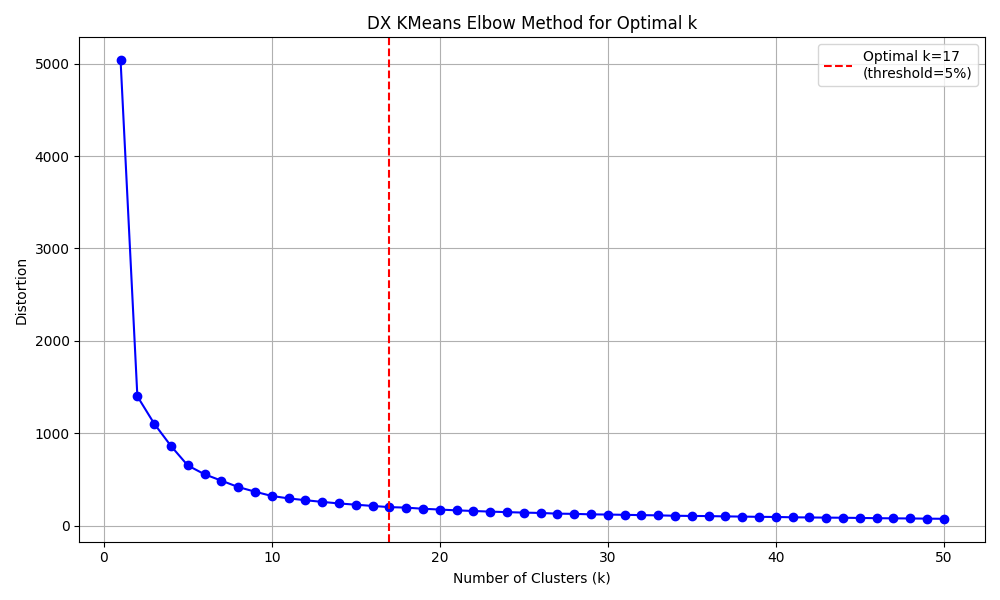 DX KMeans Elbow Method for Optimal k
Optimal k=17
(threshold=5%)
Distortion
5000
4000
3000
2000
1000
0
0 10 20 30 40 50
Number of Clusters (k)